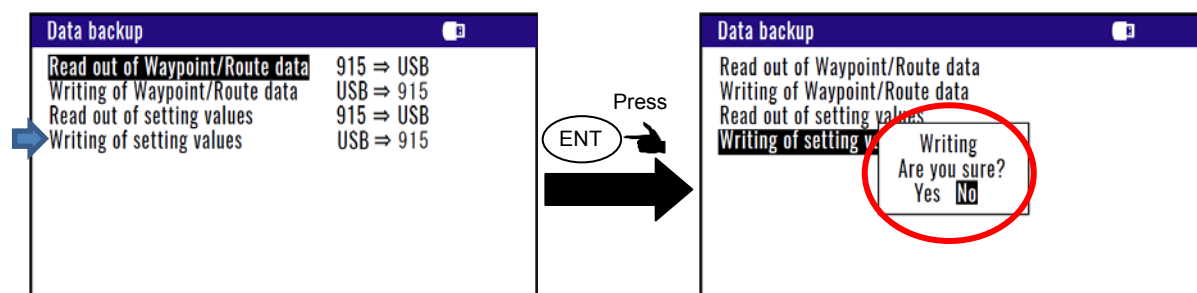 Data backup
Read out of Waypoint/Route data 915 ⇒ USB
Writing of Waypoint/Route data USB ⇒ 915
Read out of setting values 915 ⇒ USB
Writing of setting values USB ⇒ 915
Press
ENT
Data backup
Read out of Waypoint/Route data
Writing of Waypoint/Route data
Read out of setting values
Writing of setting v
Writing
Are you sure?
Yes No